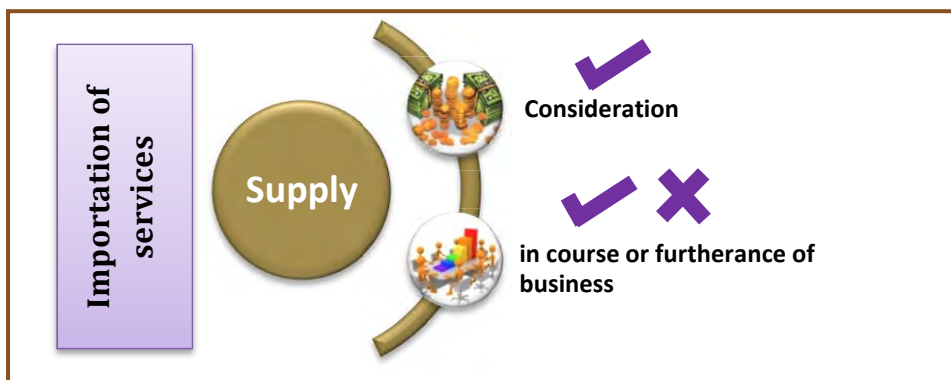 Importation of
services
Supply
Consideration
in course or furtherance of
business